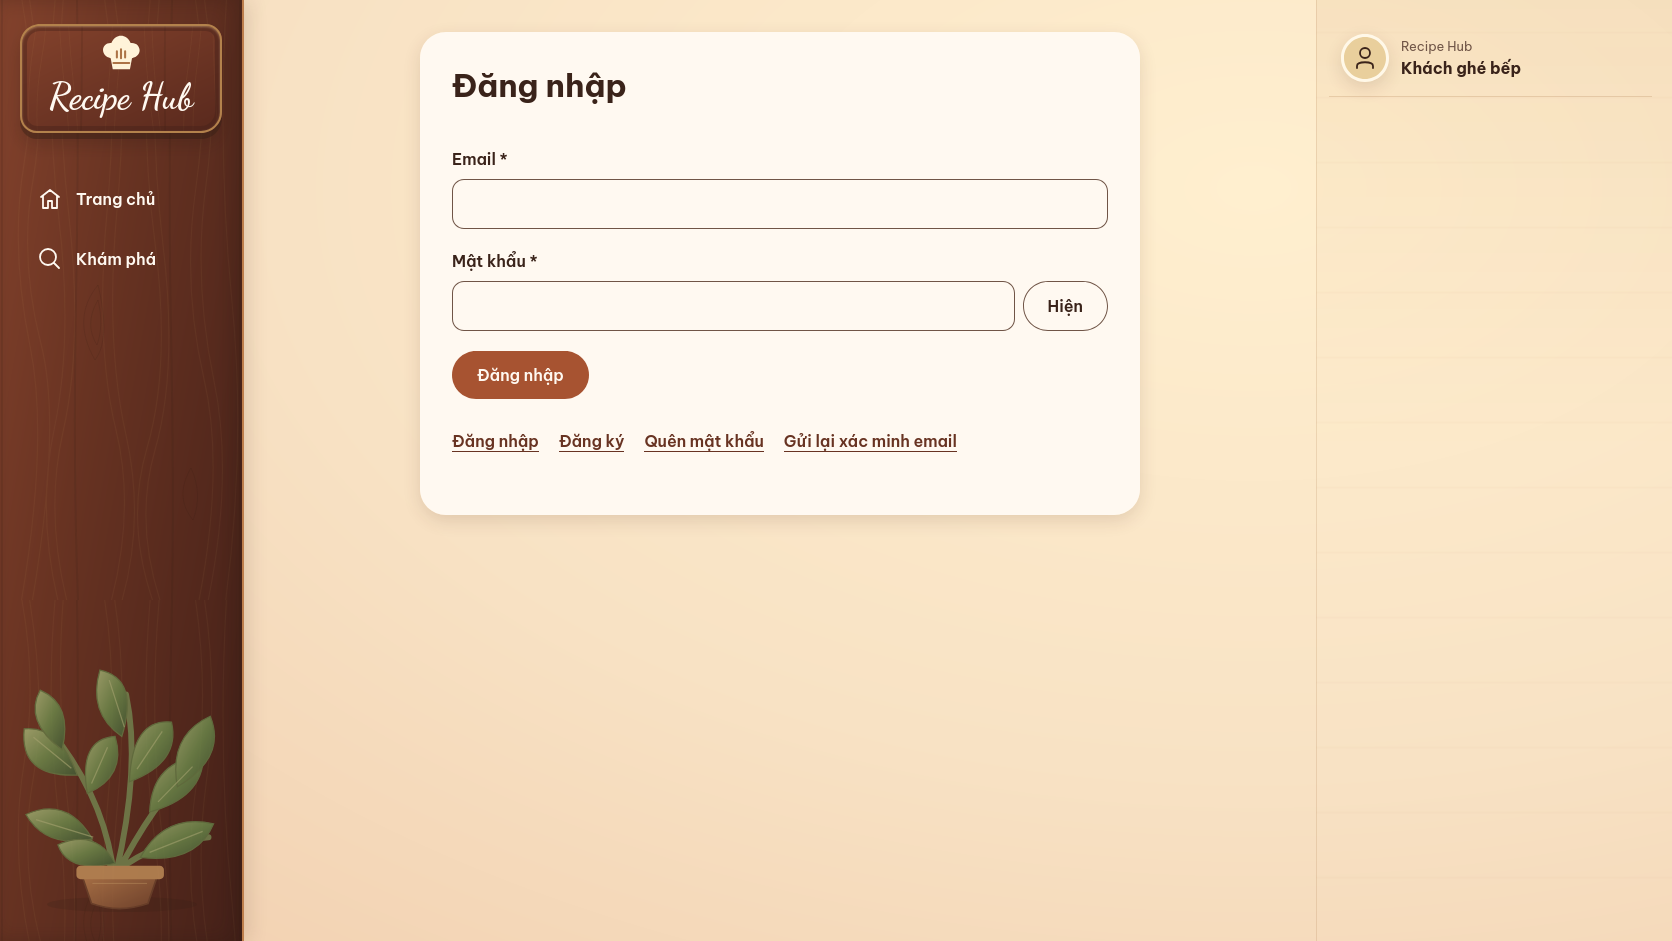 Recipe Hub
Trang chủ
Khám phá
Đăng nhập
Email *
Mật khẩu *
Hiện
Đăng nhập
Đăng nhập Đăng ký Quên mật khẩu Gửi lại xác minh email
Recipe Hub
Khách ghé bếp